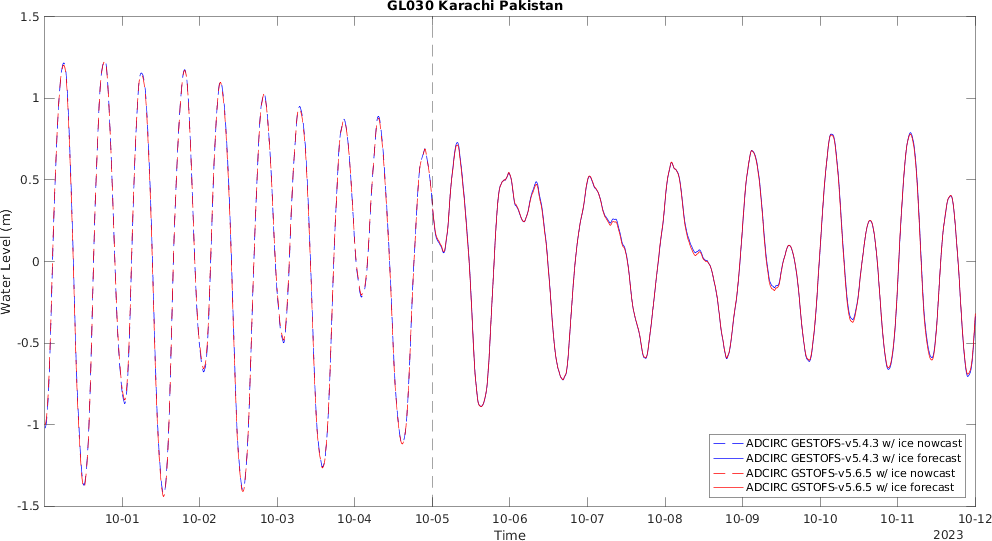 GL030 Karachi Pakistan
1.5
1
0.5
0
-0.5
-1
-1.5
Water Level (m)
ADCIRC GESTOFS-v5.4.3 w/ ice nowcast
ADCIRC GESTOFS-v5.4.3 w/ ice forecast
ADCIRC GSTOFS-v5.6.5 w/ ice nowcast
ADCIRC GSTOFS-v5.6.5 w/ ice forecast
10-01 10-02 10-03 10-04 10-05 10-06 10-07 10-08 10-09 10-10 10-11 10-12
Time
2023